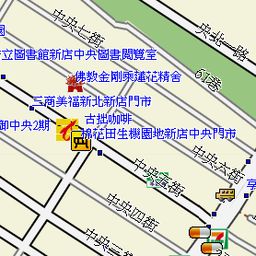 中央七街
央北一路
立圖書館新店中央圖書閱覽室
61巷
佛教金剛乘蓮花精舍
三商美福新北新店門市
古拙咖啡
御中央2期
棉花田生機園地新店中央門市
中央六街
中央五街
享
中央四街
中央三街